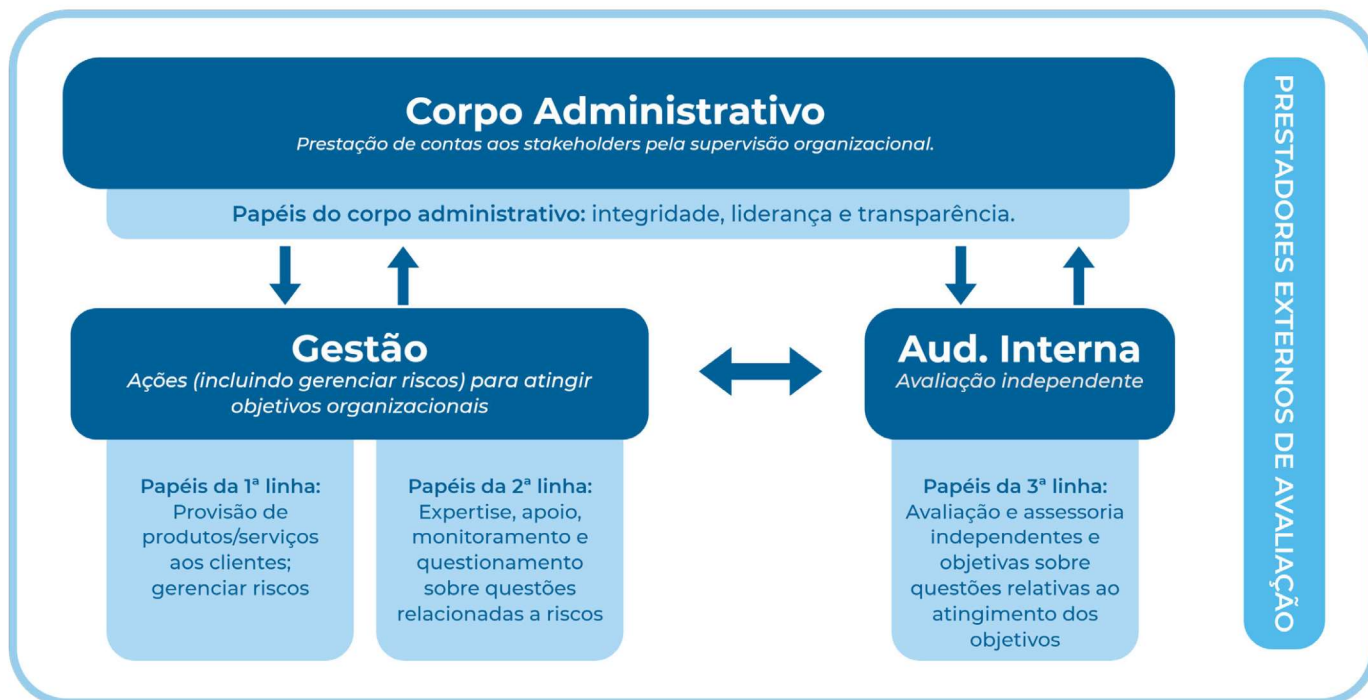 Corpo Administrativo
Prestação de contas aos stakeholders pela supervisão organizacional.
Papéis do corpo administrativo: integridade, liderança e transparência.
Gestão
Ações (incluindo gerenciar riscos) para atingir
objetivos organizacionais
Papéis da 1ª linha:
Provisão de
produtos/serviços
aos clientes;
gerenciar riscos
Papéis da 2ª linha:
Expertise, apoio,
monitoramento e
questionamento
sobre questões
relacionadas a riscos
Aud. Interna
Avaliação independente
Papéis da 3ª linha:
Avaliação e assessoria
independentes e
objetivas sobre
questões relativas ao
atingimento dos
objetivos
PRESTADORES EXTERNOS DE AVALIAÇÃO